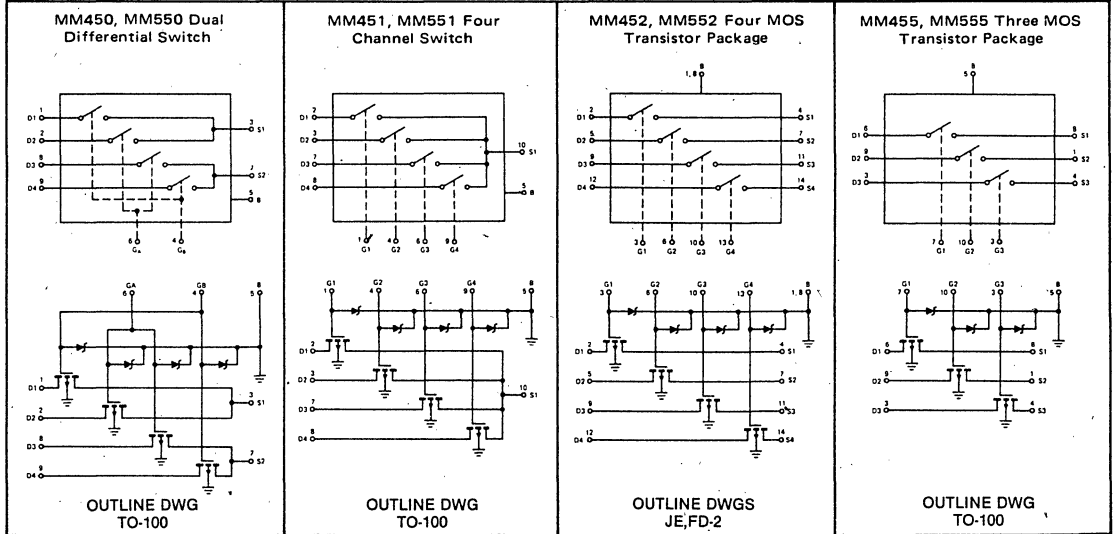 MM450, MM550 Dual
Differential Switch
1
D1
3
S1
2
D2
8
D3
7
S2
9
D4
5
B
6 4
GA GB
GA GB B
6 4 5
1
D1
3
S1
2
D2
8
D3
7
S2
9
D4
OUTLINE DWG
TO-100
MM451, MM551 Four
Channel Switch
D1 2
D2 3
10
S1
D3 7
5
B
D4 8
1 4 6 9
G1 G2 G3 G4
G1 G2 G3 G4 B
1 4 6 9 5
D1 2
D2 3
10
S1
D3 7
D4 8
OUTLINE DWG
TO-100
MM452, MM552 Four MOS
Transistor Package
B
1, 8
D1 2 4 S1
D2 5 7 S2
D3 9 11 S3
D4 12 14 S4
3 6 10 13
G1 G2 G3 G4
G1 G2 G3 G4 B
3 6 10 13 1, 8
D1 2 4 S1
D2 5 7 S2
D3 9 11 S3
D4 12 14 S4
OUTLINE DWGS
JE,FD-2
MM455, MM555 Three MOS
Transistor Package
B
5
D1 6 8 S1
D2 9 1 S2
D3 3 4 S3
7 10 2
G1 G2 G3
G1 G2 G3 B
7 10 2 5
D1 6 8 S1
D2 9 1 S2
D3 3 4 S3
OUTLINE DWG
TO-100